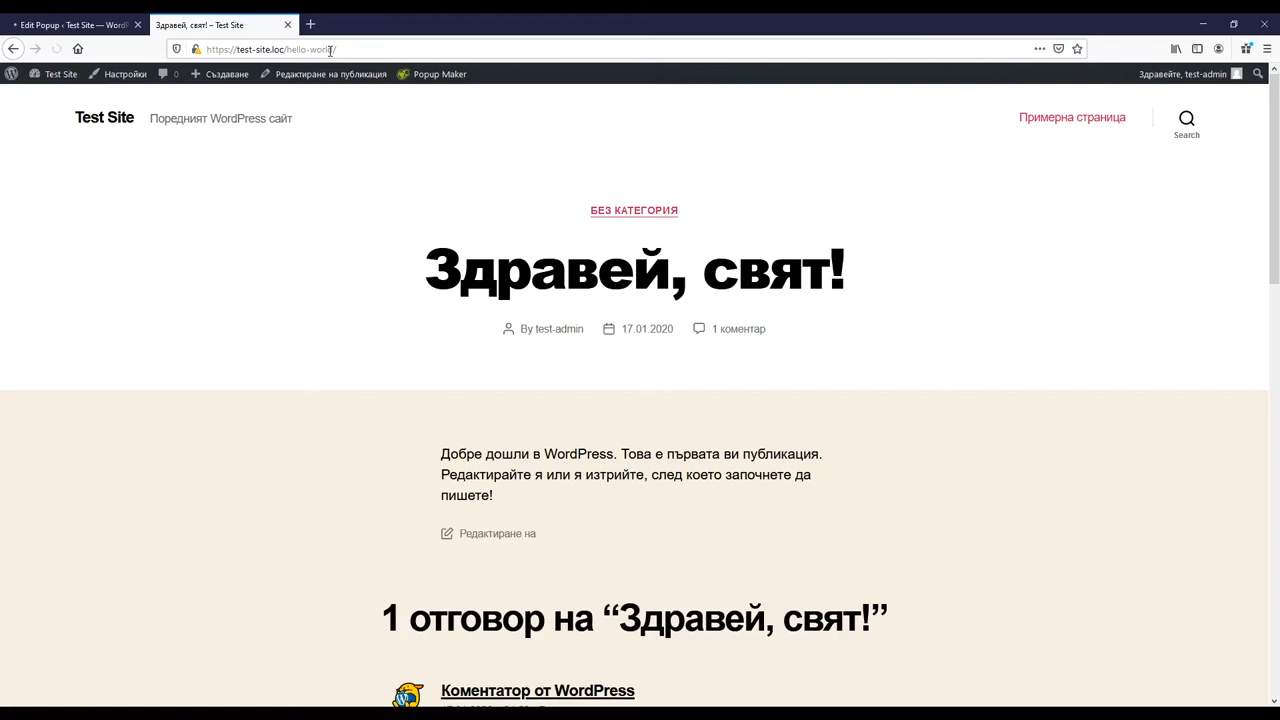 Edit Popup ‹ Test Site — WordP
Здравей, свят! – Test Site
https://test-site.loc/hello-world/
Test Site
Настройки
0
Създаване
Редактиране на публикация
Popup Maker
Здравейте, test-admin
Test Site
Поредният WordPress сайт
Примерна страница
Search
БЕЗ КАТЕГОРИЯ
Здравей, свят!
By test-admin
17.01.2020
1 коментар
Добре дошли в WordPress. Това е първата ви публикация.
Редактирайте я или я изтрийте, след което започнете да
пишете!
Редактиране на
1 отговор на “Здравей, свят!”
Коментатор от WordPress